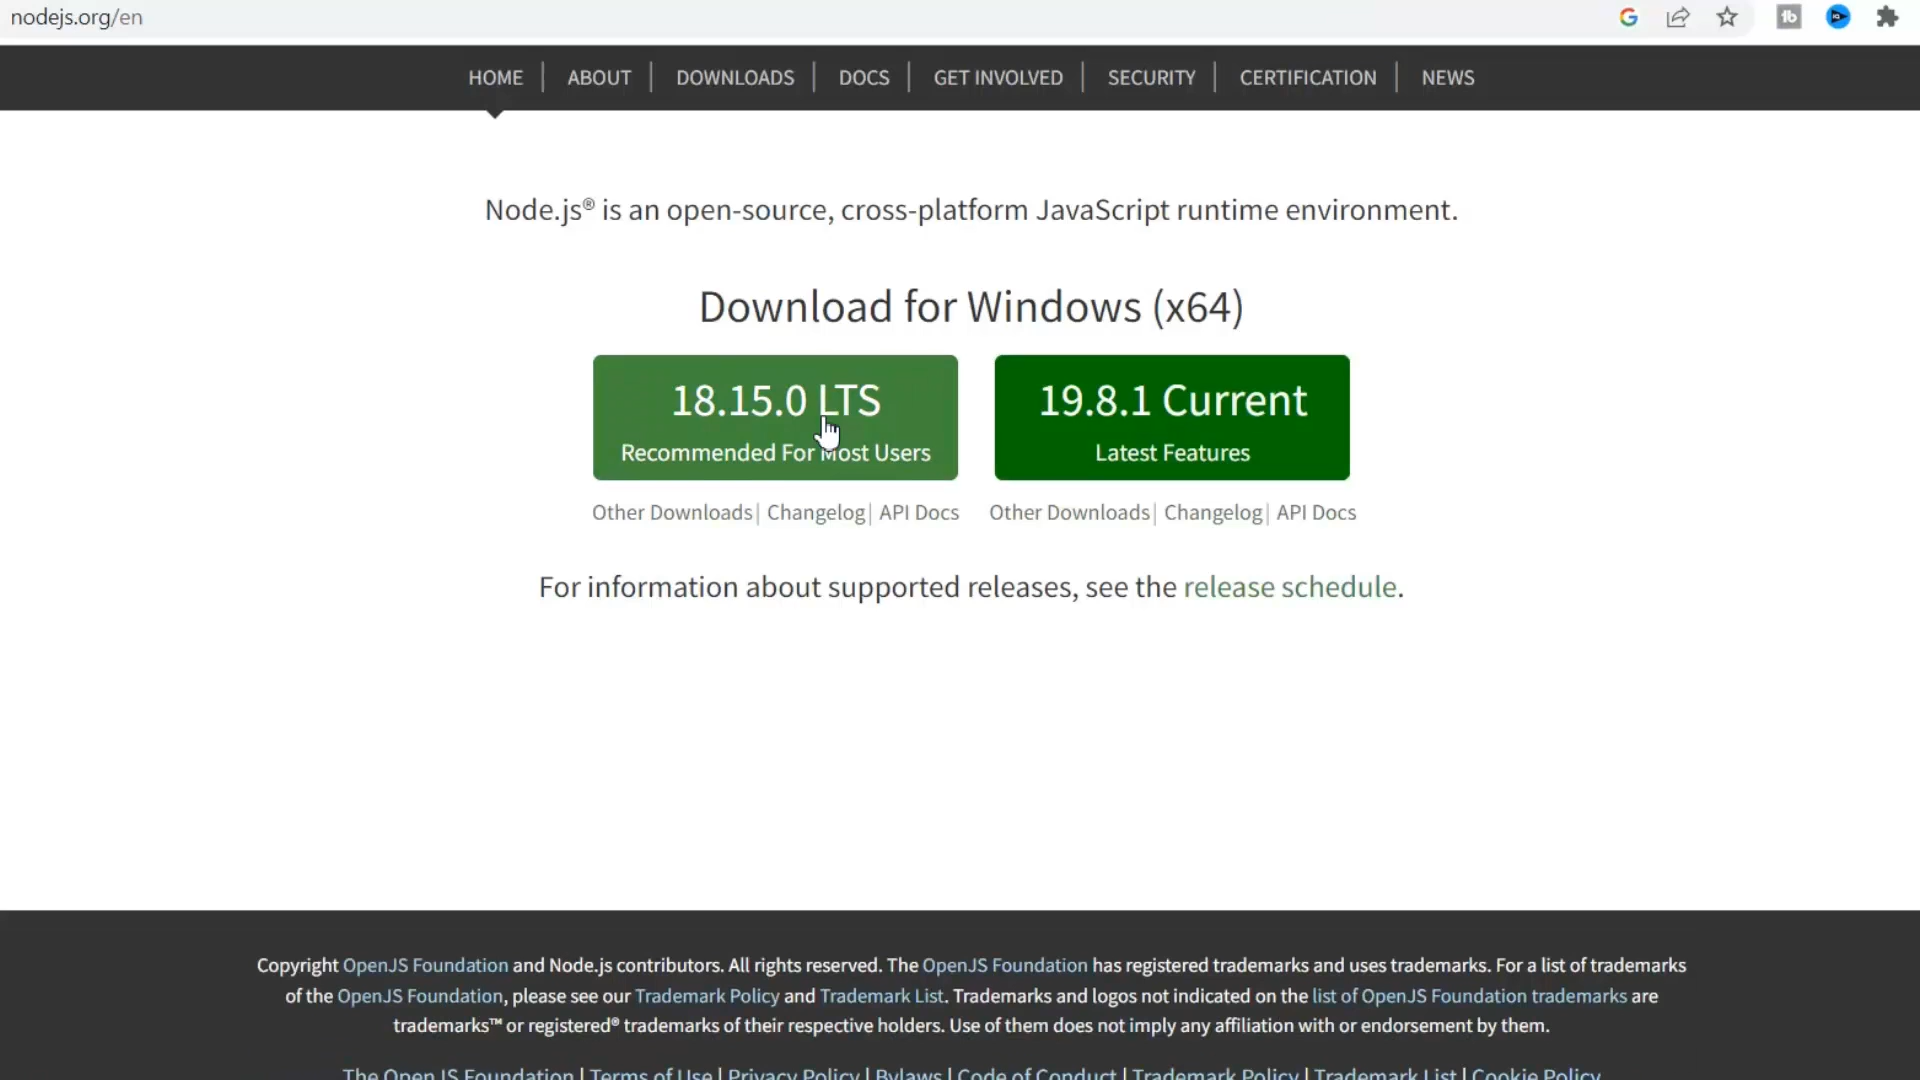 nodejs.org/en
HOME | ABOUT | DOWNLOADS | DOCS | GET INVOLVED | SECURITY | CERTIFICATION | NEWS
Node.js® is an open-source, cross-platform JavaScript runtime environment.
Download for Windows (x64)
18.15.0 LTS
Recommended For Most Users
19.8.1 Current
Latest Features
Other Downloads | Changelog | API Docs
Other Downloads | Changelog | API Docs
For information about supported releases, see the release schedule.
Copyright OpenJS Foundation and Node.js contributors. All rights reserved. The OpenJS Foundation has registered trademarks and uses trademarks. For a list of trademarks
of the OpenJS Foundation, please see our Trademark Policy and Trademark List. Trademarks and logos not indicated on the list of OpenJS Foundation trademarks are
trademarks™ or registered® trademarks of their respective holders. Use of them does not imply any affiliation with or endorsement by them.
The OpenJS Foundation | Terms of Use | Privacy Policy | Bylaws | Code of Conduct | Trademark Policy | Trademark List | Cookie Policy